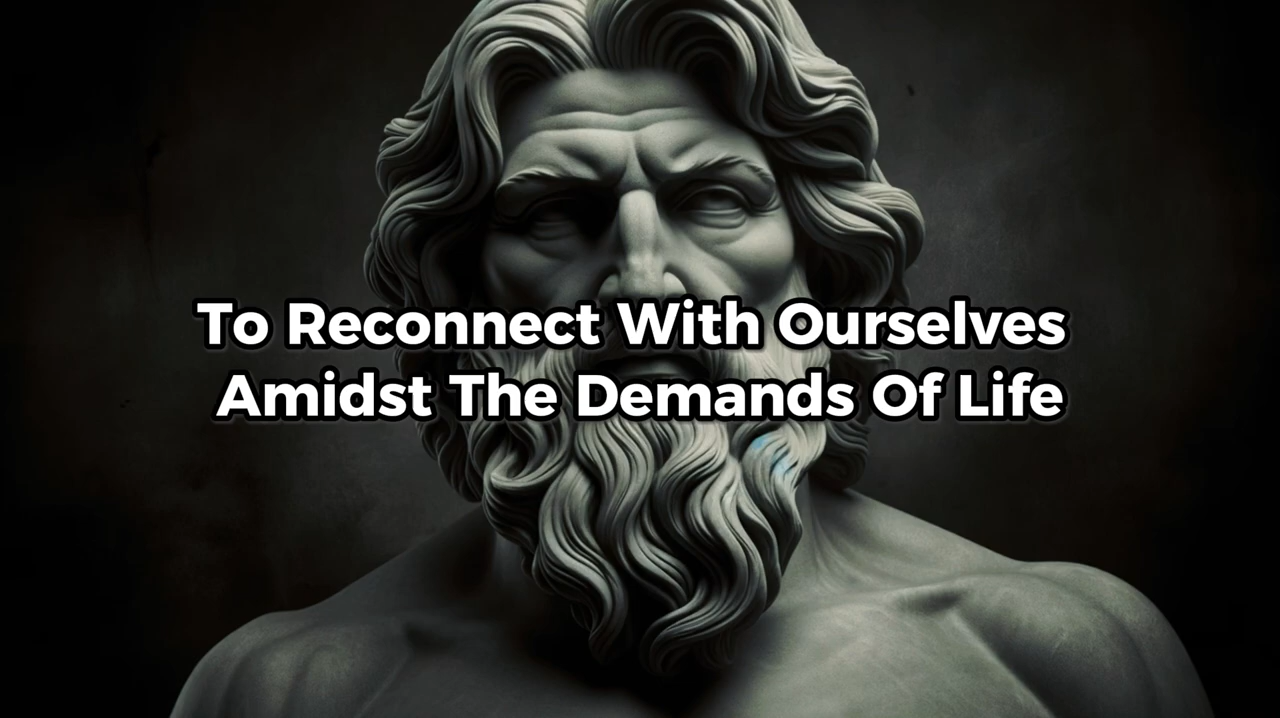 To Reconnect With Ourselves
Amidst The Demands Of Life